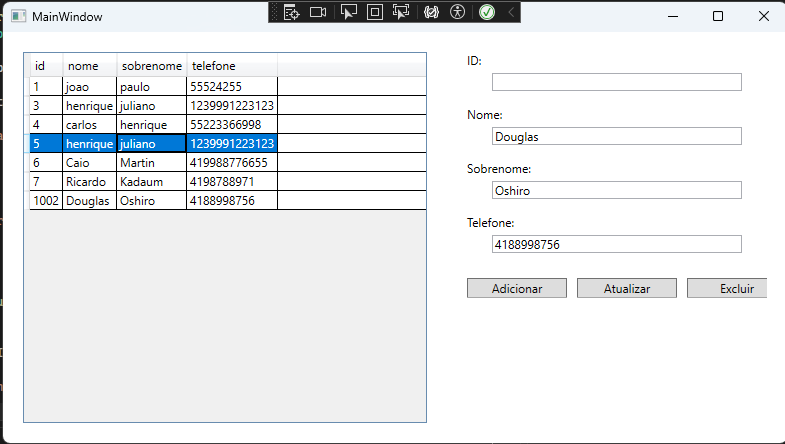 MainWindow
id nome sobrenome telefone
1 joao paulo 55524255
3 henrique juliano 1239991223123
4 carlos henrique 55223366998
5 henrique juliano 1239991223123
6 Caio Martin 419988776655
7 Ricardo Kadaum 4198788971
1002 Douglas Oshiro 4188998756
ID:
Nome:
Douglas
Sobrenome:
Oshiro
Telefone:
4188998756
Adicionar Atualizar Excluir